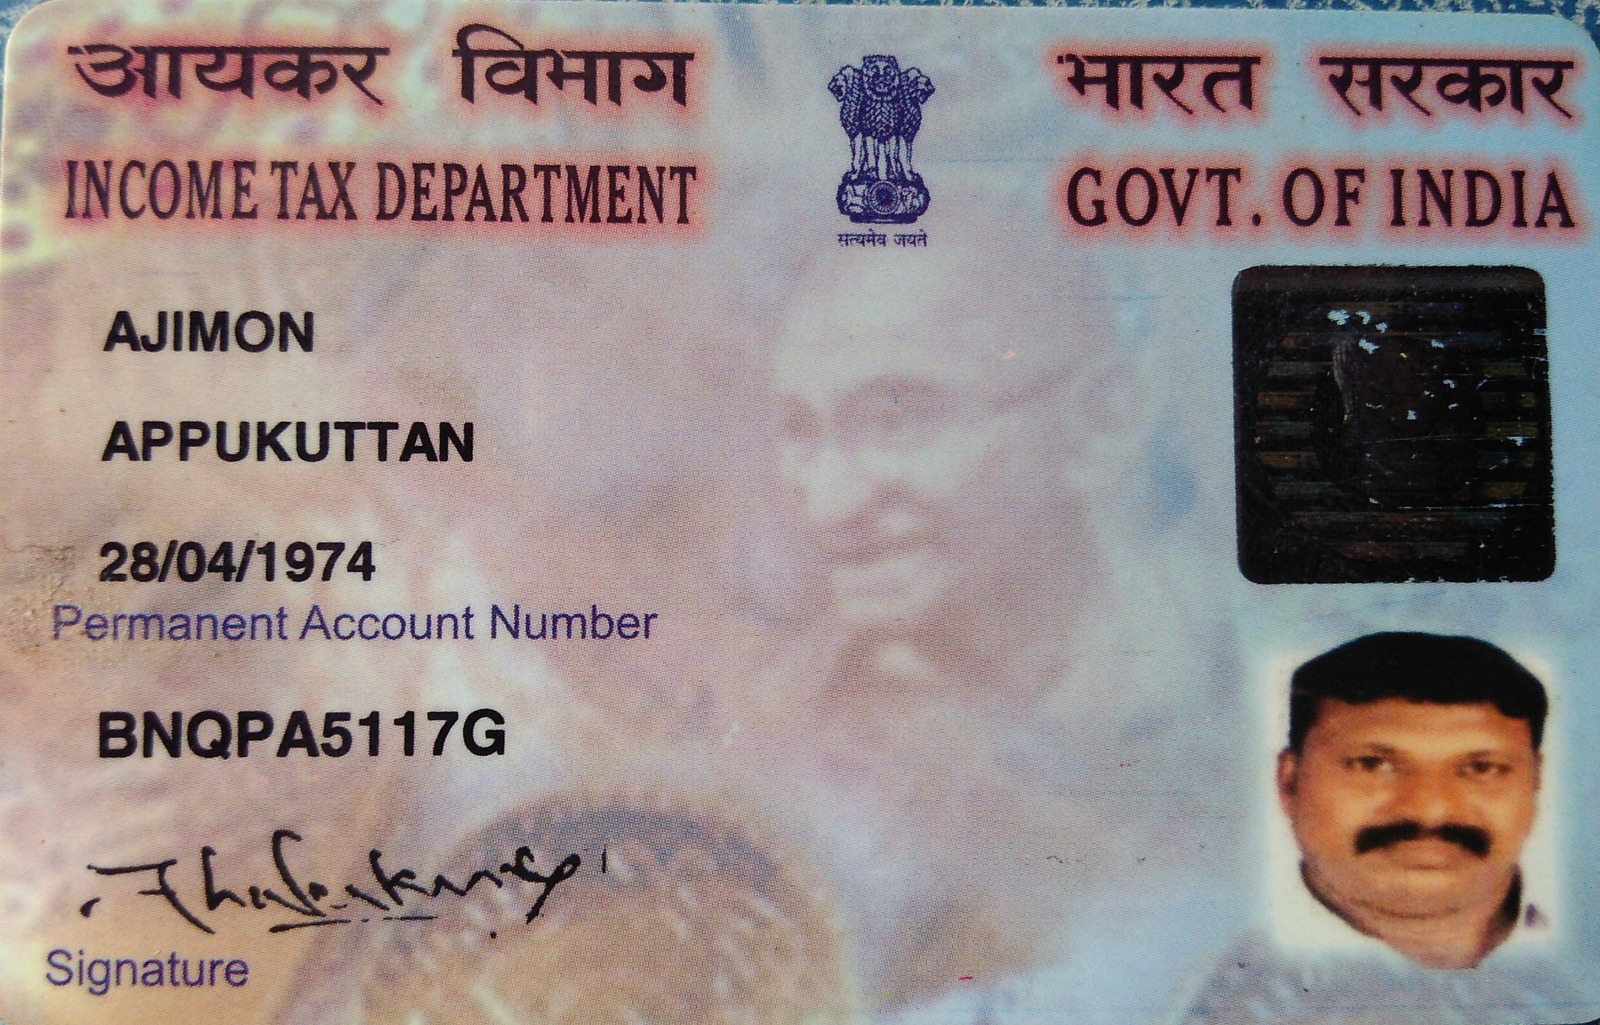 आयकर विभाग
INCOME TAX DEPARTMENT
सत्यमेव जयते
भारत सरकार
GOVT. OF INDIA
AJIMON
APPUKUTTAN
28/04/1974
Permanent Account Number
BNQPA5117G
Signature